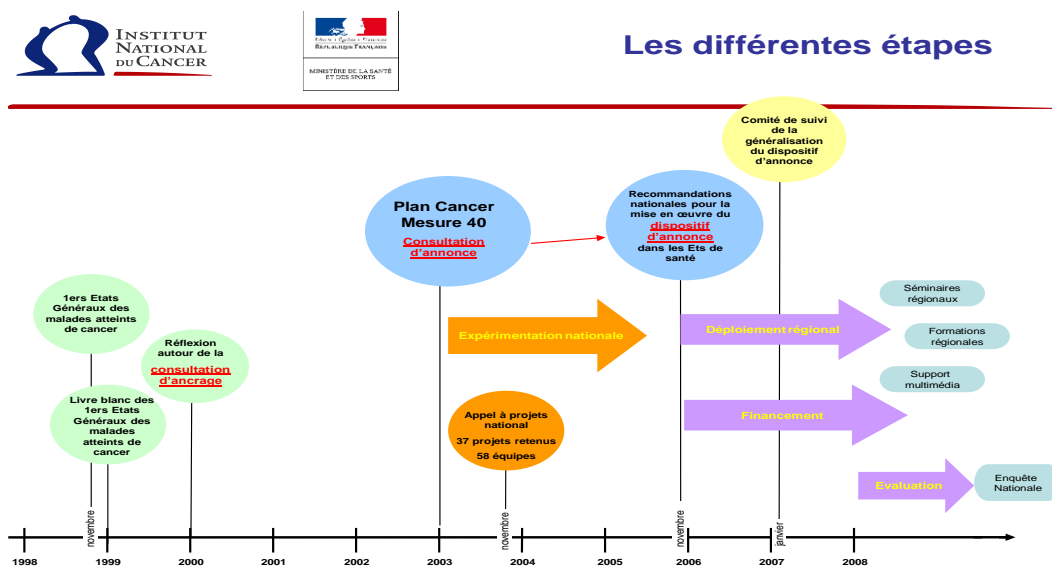 INSTITUT
NATIONAL
DU CANCER
RÉPUBLIQUE FRANÇAISE
MINISTÈRE DE LA SANTÉ
ET DES SPORTS
Les différentes étapes
Comité de suivi
de la
généralisation
du dispositif
d'annonce
Plan Cancer
Mesure 40
Consultation
d'annonce
Recommandations
nationales pour la
mise en œuvre du
dispositif
d'annonce
dans les Ets de
santé
1ers Etats
Généraux des
malades atteints
de cancer
Réflexion
autour de la
consultation
d'ancrage
Livre blanc des
1ers Etats
Généraux des
malades
atteints de
cancer
Expérimentation nationale
Appel à projets
national
37 projets retenus
58 équipes
Déploiement régional
Financement
Evaluation
Séminaires
régionaux
Formations
régionales
Support
multimédia
Enquête
Nationale
novembre
novembre
novembre
janvier
1998
1999
2000
2001
2002
2003
2004
2005
2006
2007
2008